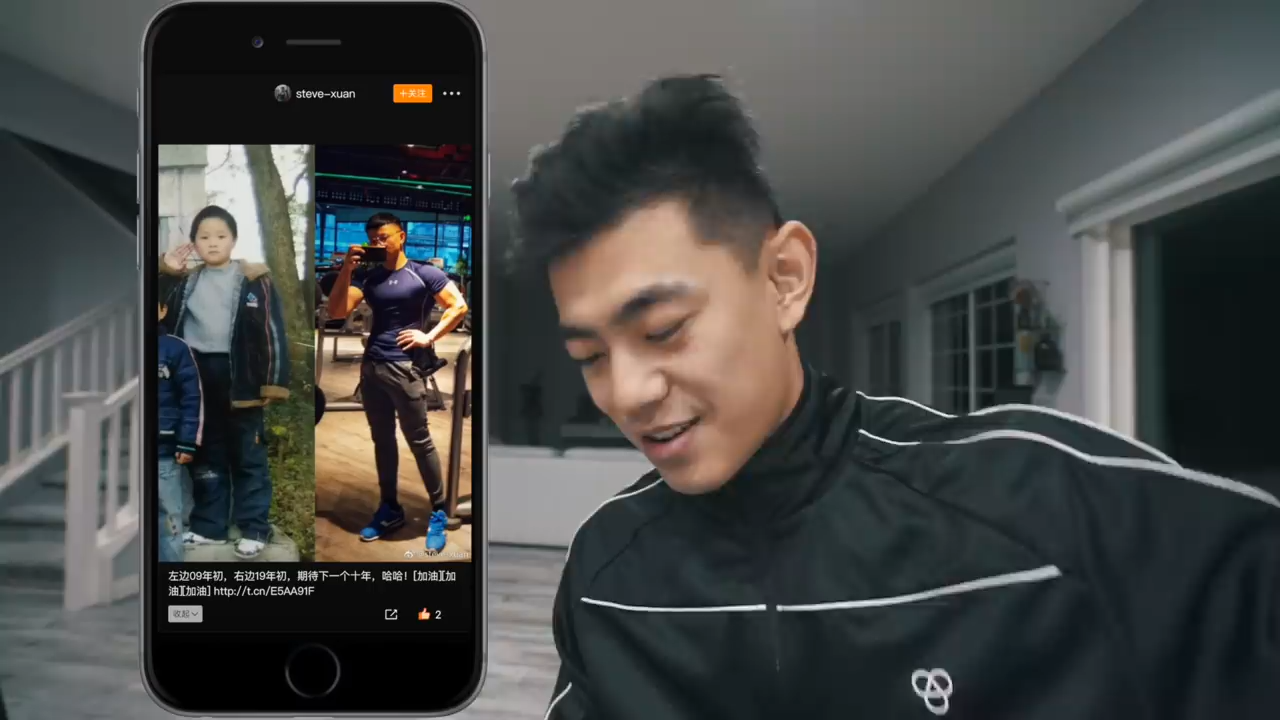 steve-xuan
+关注
左边09年初，右边19年初，期待下一个十年，哈哈！[加油][加
油][加油] http://t.cn/E5AA91F
收起
2